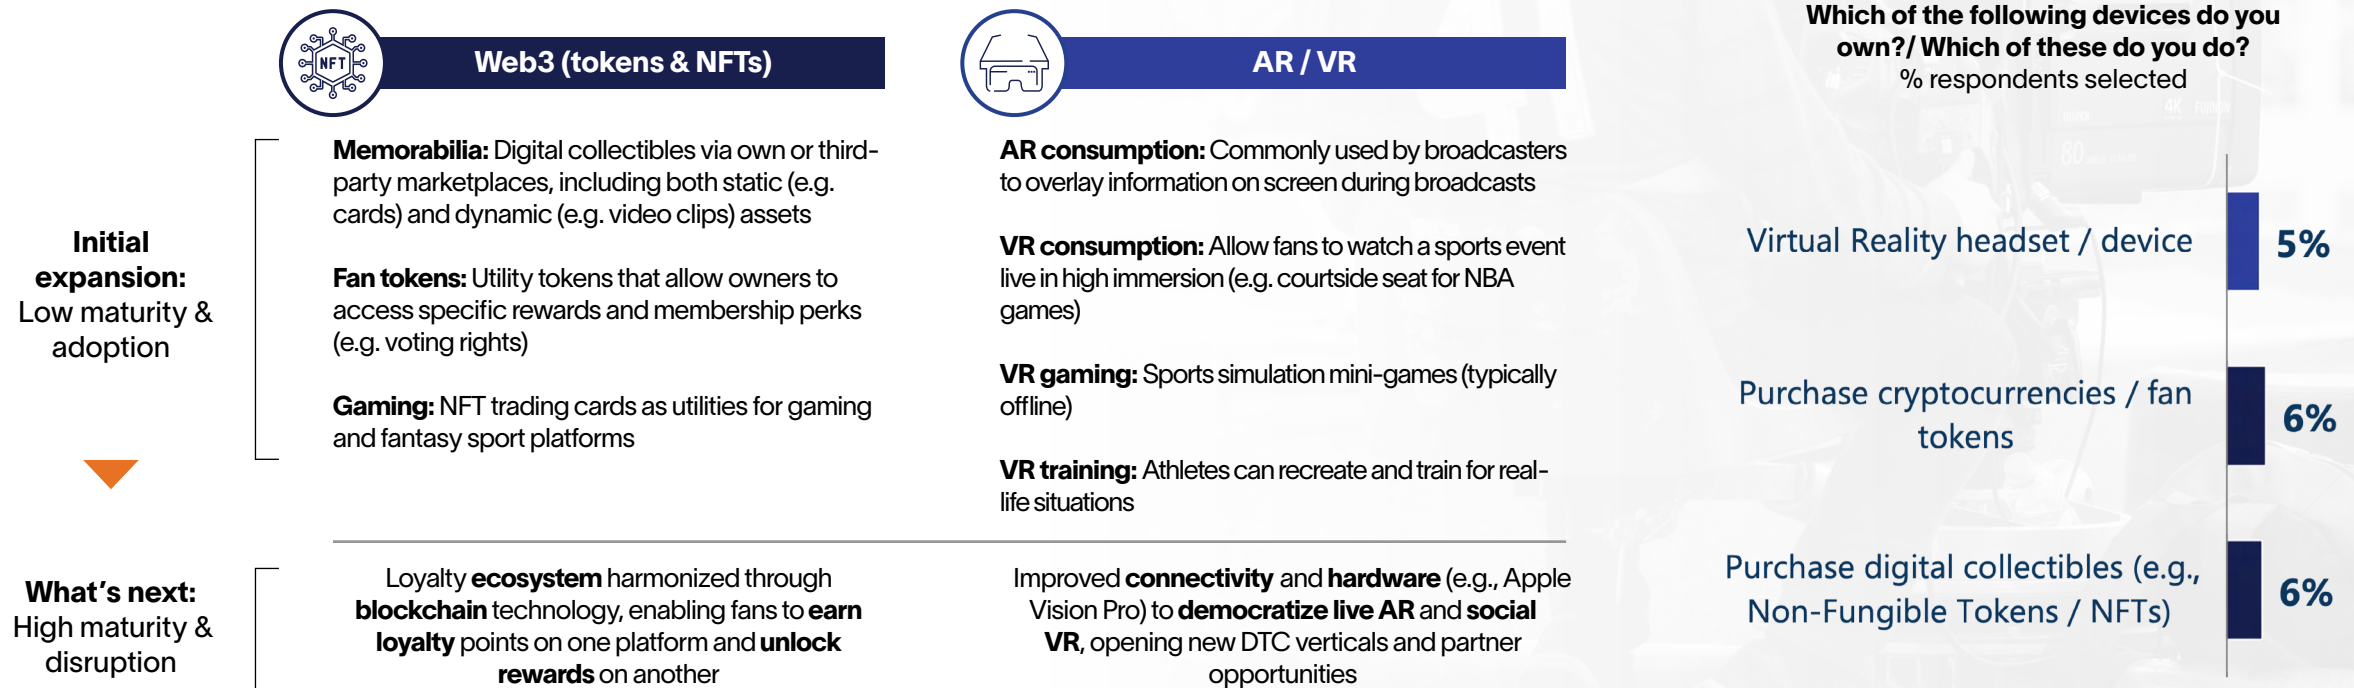 Web3 (tokens & NFTs)
NFT
Memorabilia: Digital collectibles via own or third-
party marketplaces, including both static (e.g.
cards) and dynamic (e.g. video clips) assets
Fan tokens: Utility tokens that allow owners to
access specific rewards and membership perks
(e.g. voting rights)
Gaming: NFT trading cards as utilities for gaming
and fantasy sport platforms
AR / VR
AR consumption: Commonly used by broadcasters
to overlay information on screen during broadcasts
VR consumption: Allow fans to watch a sports event
live in high immersion (e.g. courtside seat for NBA
games)
VR gaming: Sports simulation mini-games (typically
offline)
VR training: Athletes can recreate and train for real-
life situations
Initial
expansion:
Low maturity &
adoption
What's next:
High maturity &
disruption
Loyalty ecosystem harmonized through
blockchain technology, enabling fans to earn
loyalty points on one platform and unlock
rewards on another
Improved connectivity and hardware (e.g., Apple
Vision Pro) to democratize live AR and social
VR, opening new DTC verticals and partner
opportunities
Which of the following devices do you
own?/ Which of these do you do?
% respondents selected
Virtual Reality headset / device
5%
Purchase cryptocurrencies / fan
tokens
6%
Purchase digital collectibles (e.g.,
Non-Fungible Tokens / NFTs)
6%
4K
80